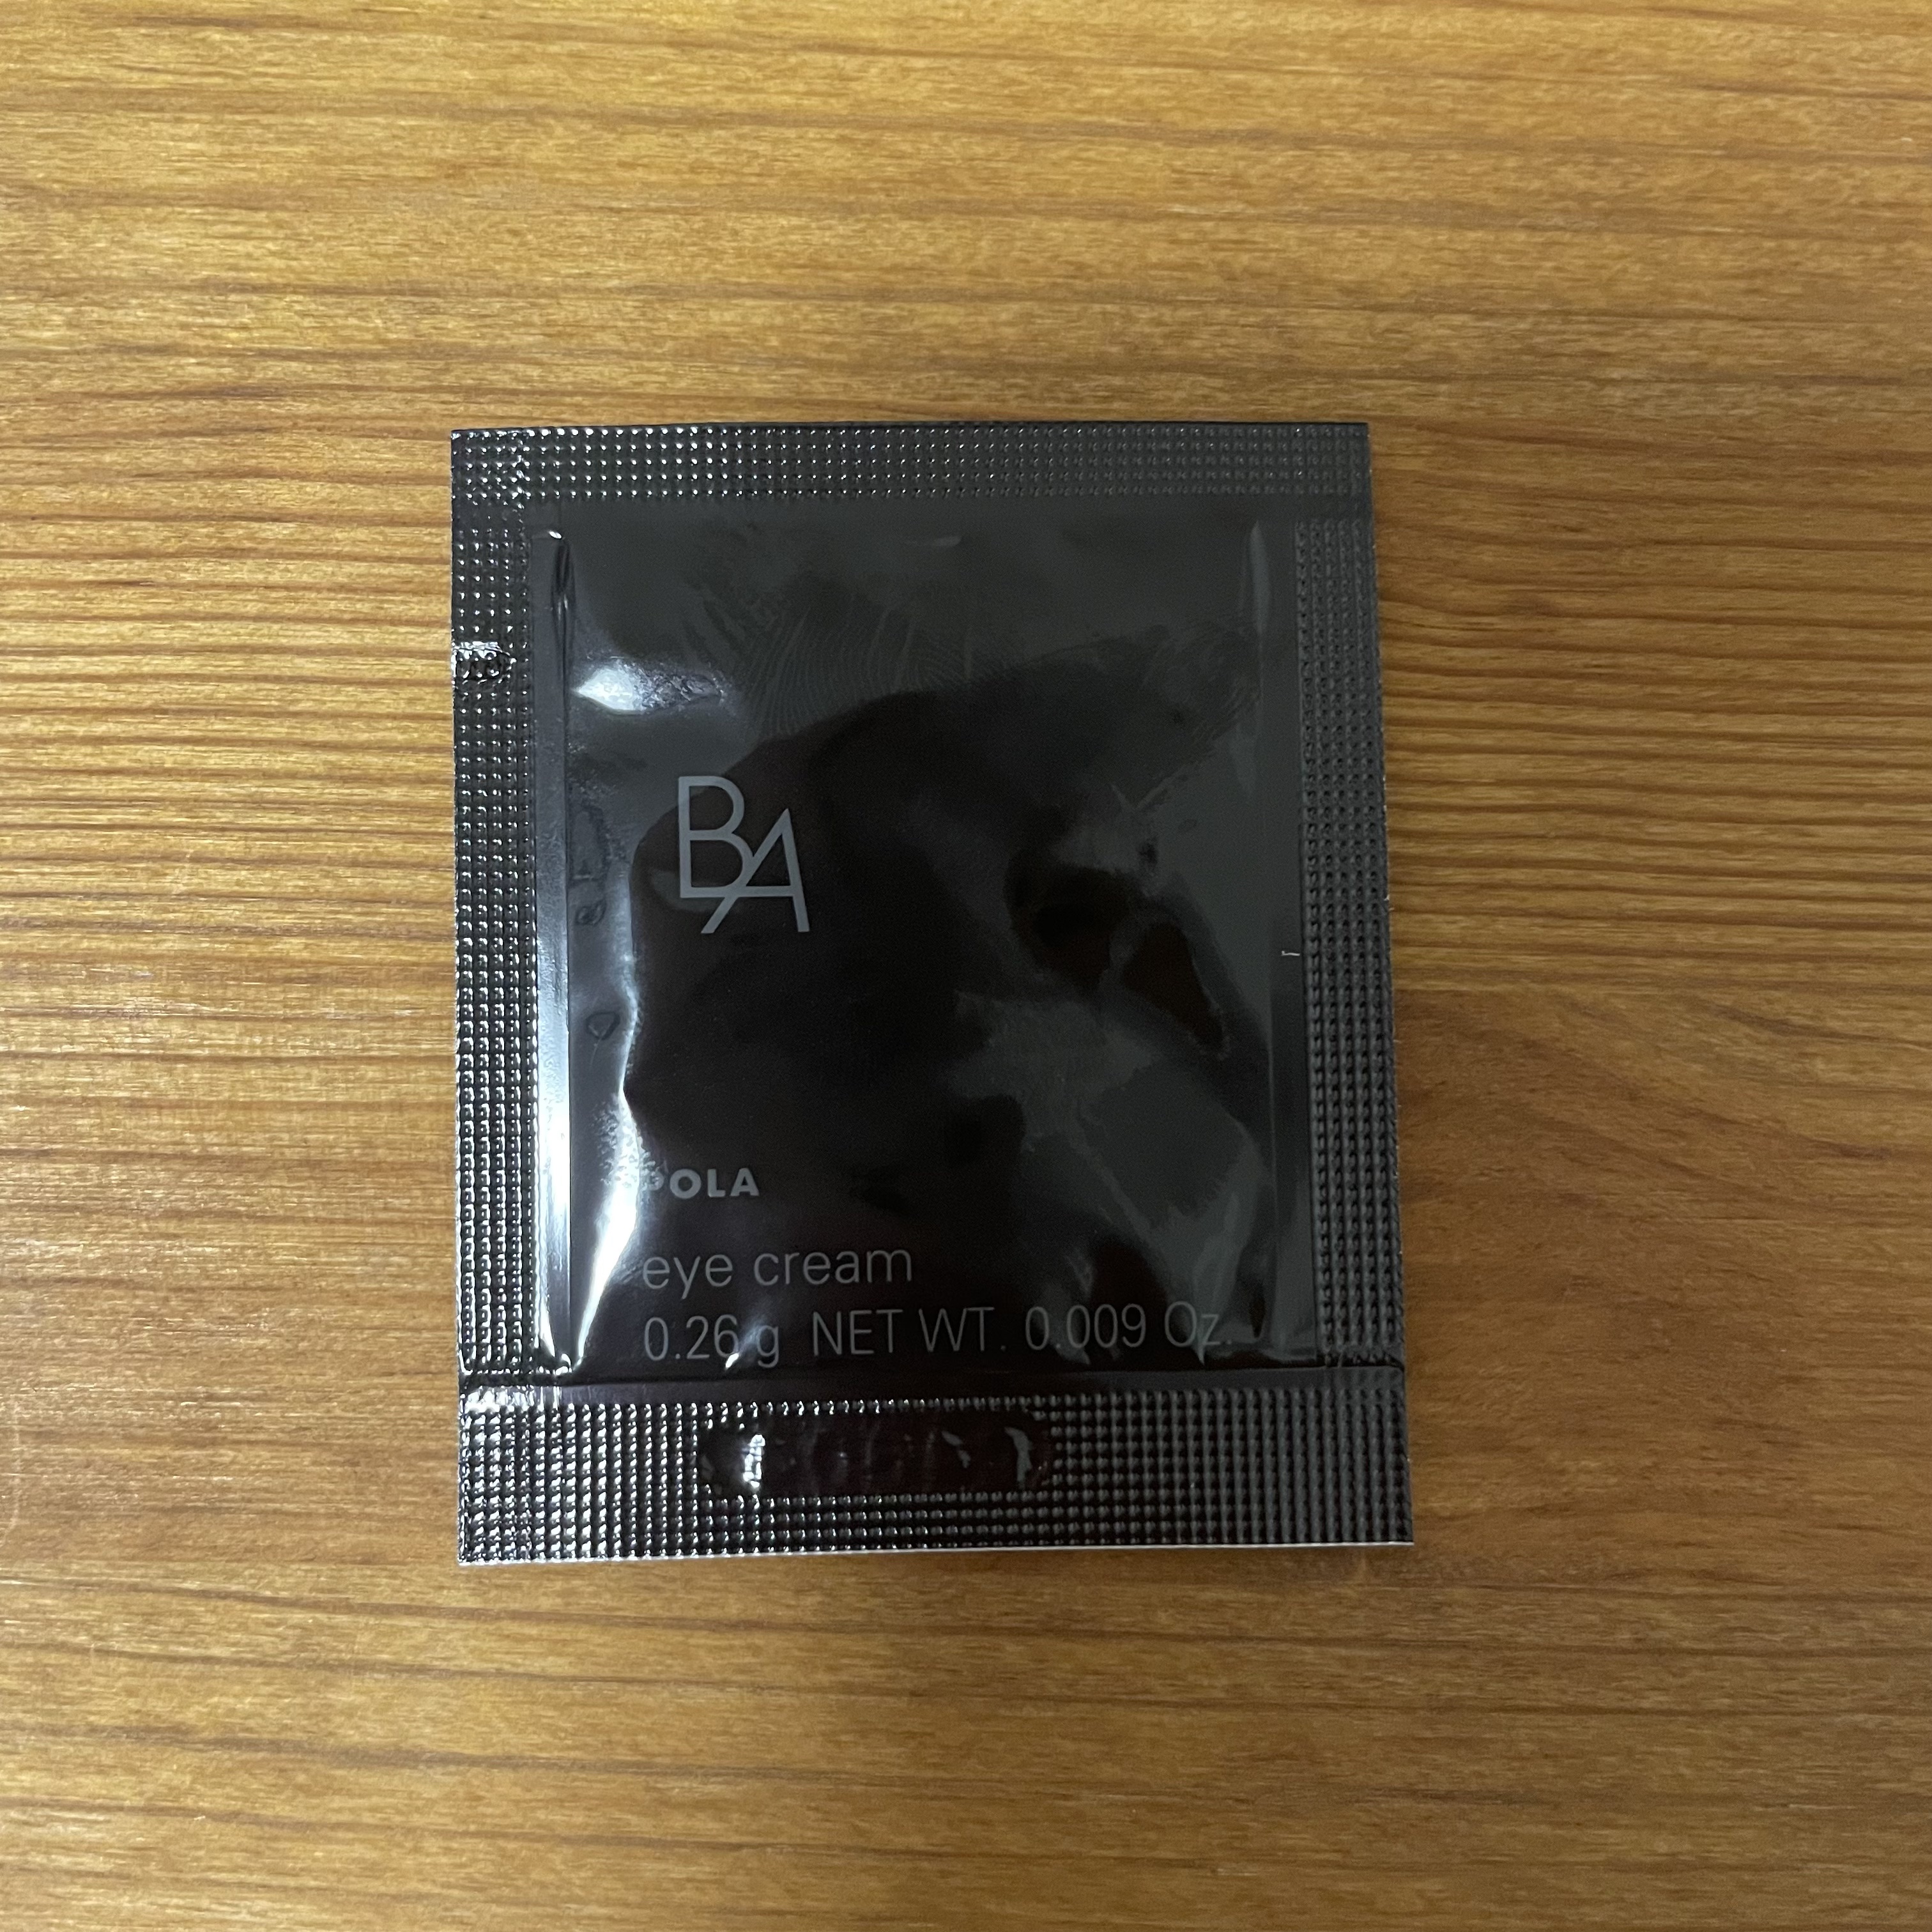 BA
POLA
eye cream
0.26 g NET WT. 0.009 Oz.